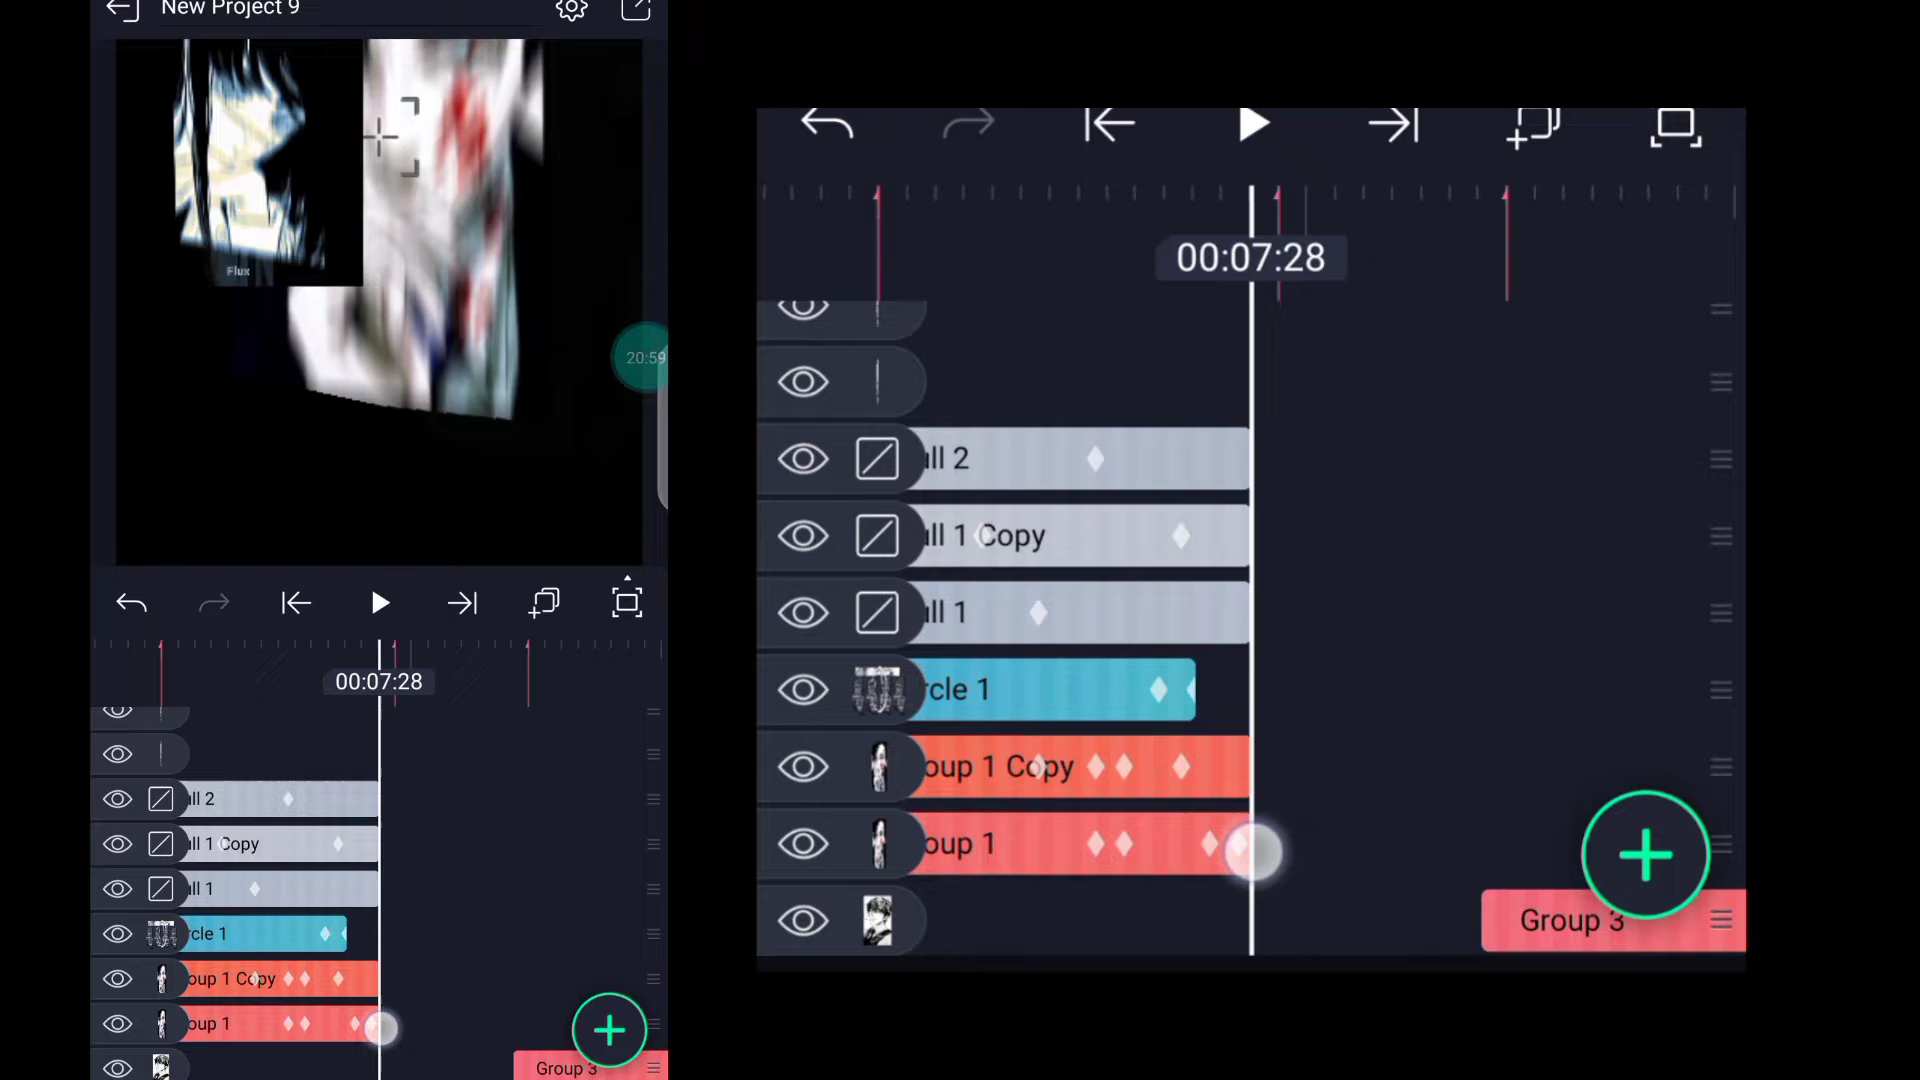 New Project 9
Flux
20:59
00:07:28
ll 2
ll 1 Copy
ll 1
rcle 1
oup 1 Copy
oup 1
Group 3
00:07:28
ll 2
ll 1 Copy
ll 1
rcle 1
oup 1 Copy
oup 1
Group 3